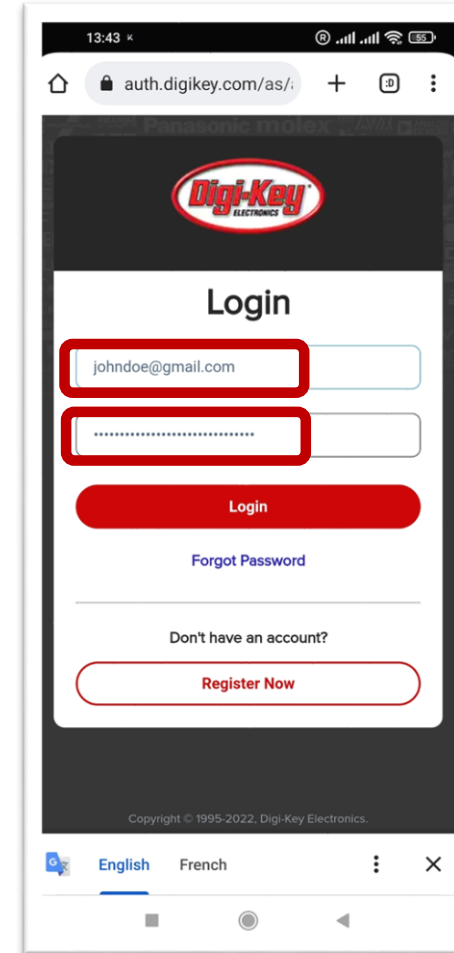 13:43 K
R 55
auth.digikey.com/as/a
:D
Panasonic molex
Digi-Key
ELECTRONICS
Login
johndoe@gmail.com
•••••••••••••••••••••••••••••••
Login
Forgot Password
Don't have an account?
Register Now
Copyright © 1995-2022, Digi-Key Electronics.
G English French